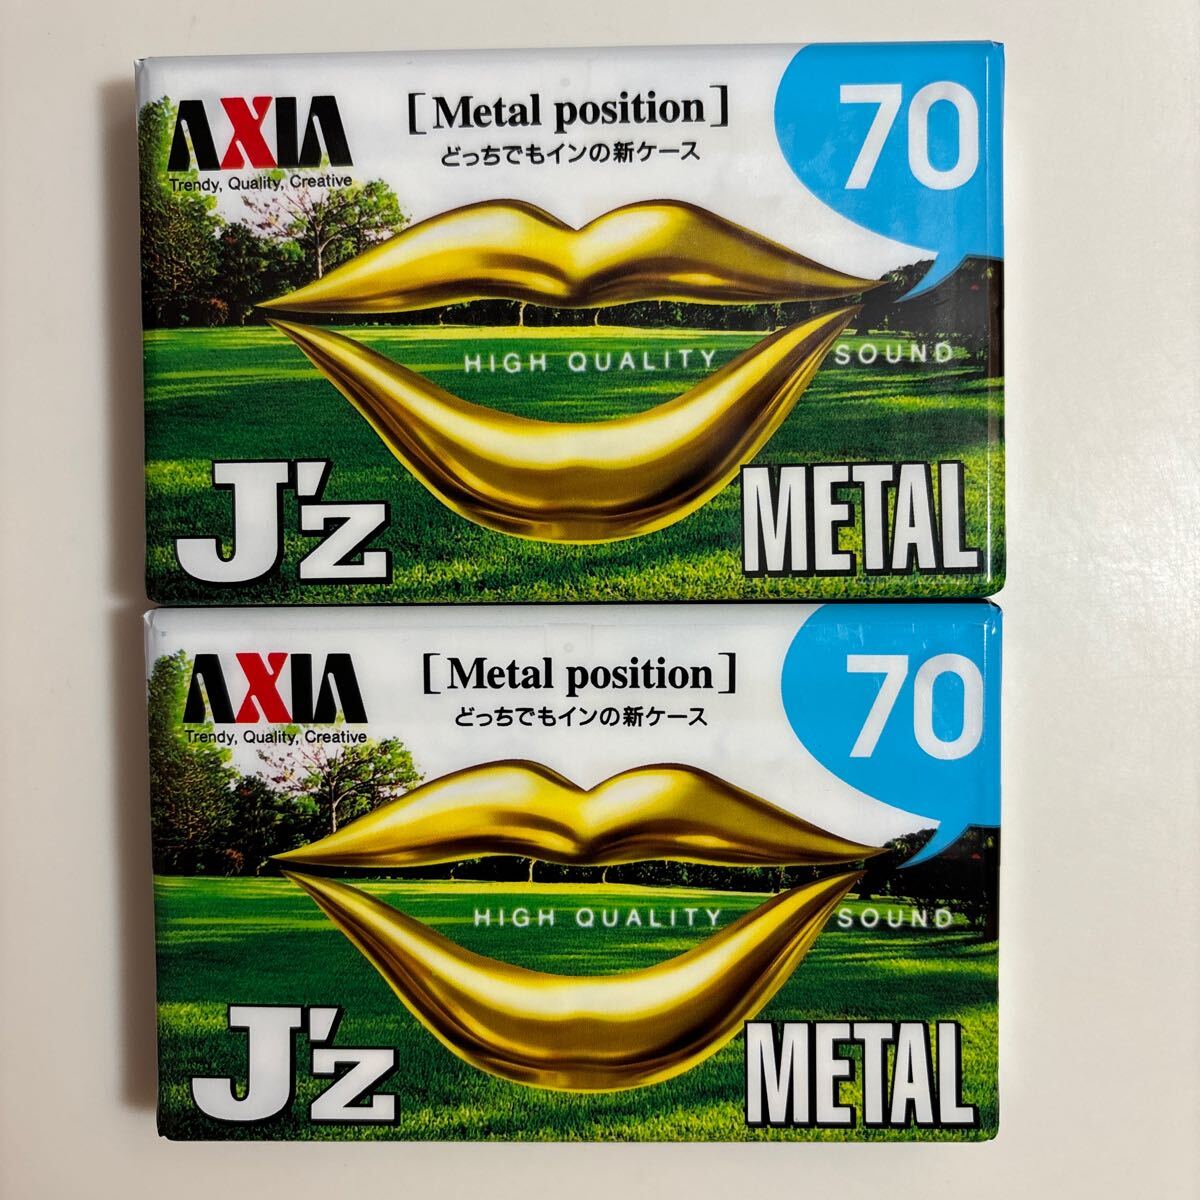 AXIA
Trendy, Quality, Creative
[Metal position]
どっちでもインの新ケース
70
HIGH QUALITY SOUND
J'z
METAL
AXIA
Trendy, Quality, Creative
[Metal position]
どっちでもインの新ケース
70
HIGH QUALITY SOUND
J'z
METAL